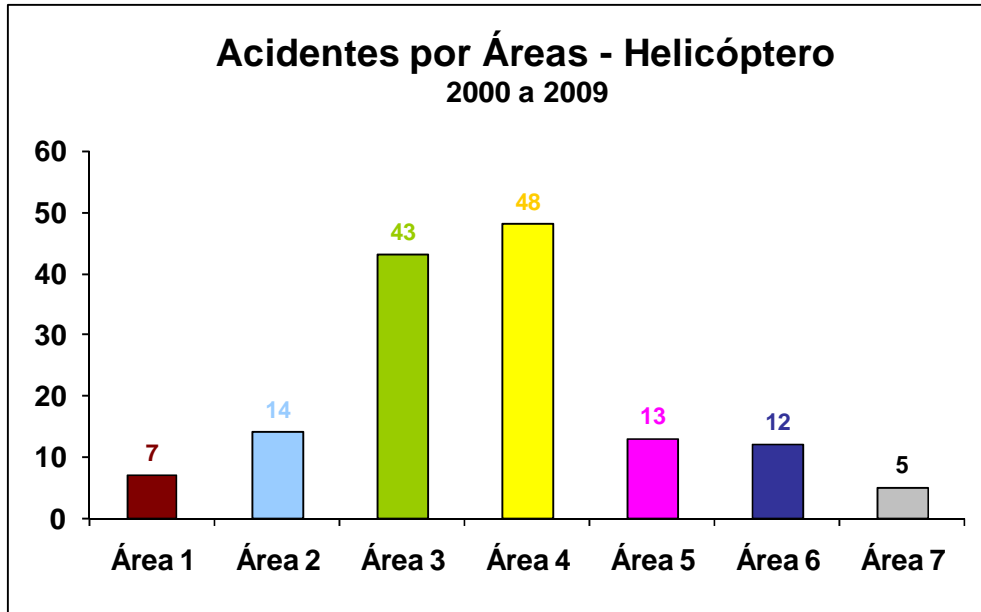 Acidentes por Áreas - Helicóptero
2000 a 2009
60
50
40
30
20
10
0
7
14
43
48
13
12
5
Área 1
Área 2
Área 3
Área 4
Área 5
Área 6
Área 7